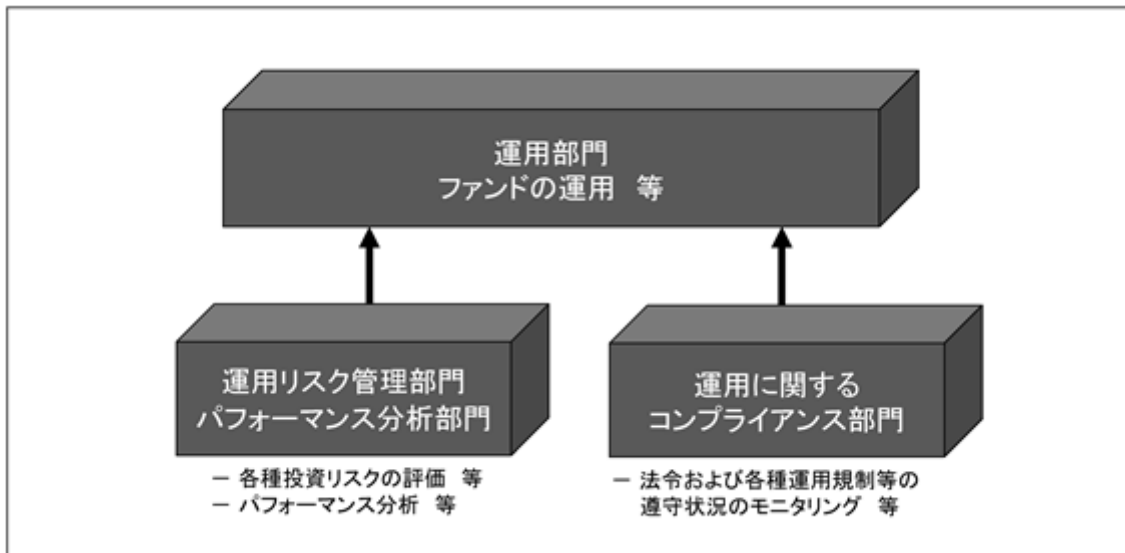 運用部門
ファンドの運用 等
運用リスク管理部門
パフォーマンス分析部門
運用に関する
コンプライアンス部門
－ 各種投資リスクの評価 等
－ パフォーマンス分析 等
－ 法令および各種運用規制等の
遵守状況のモニタリング 等